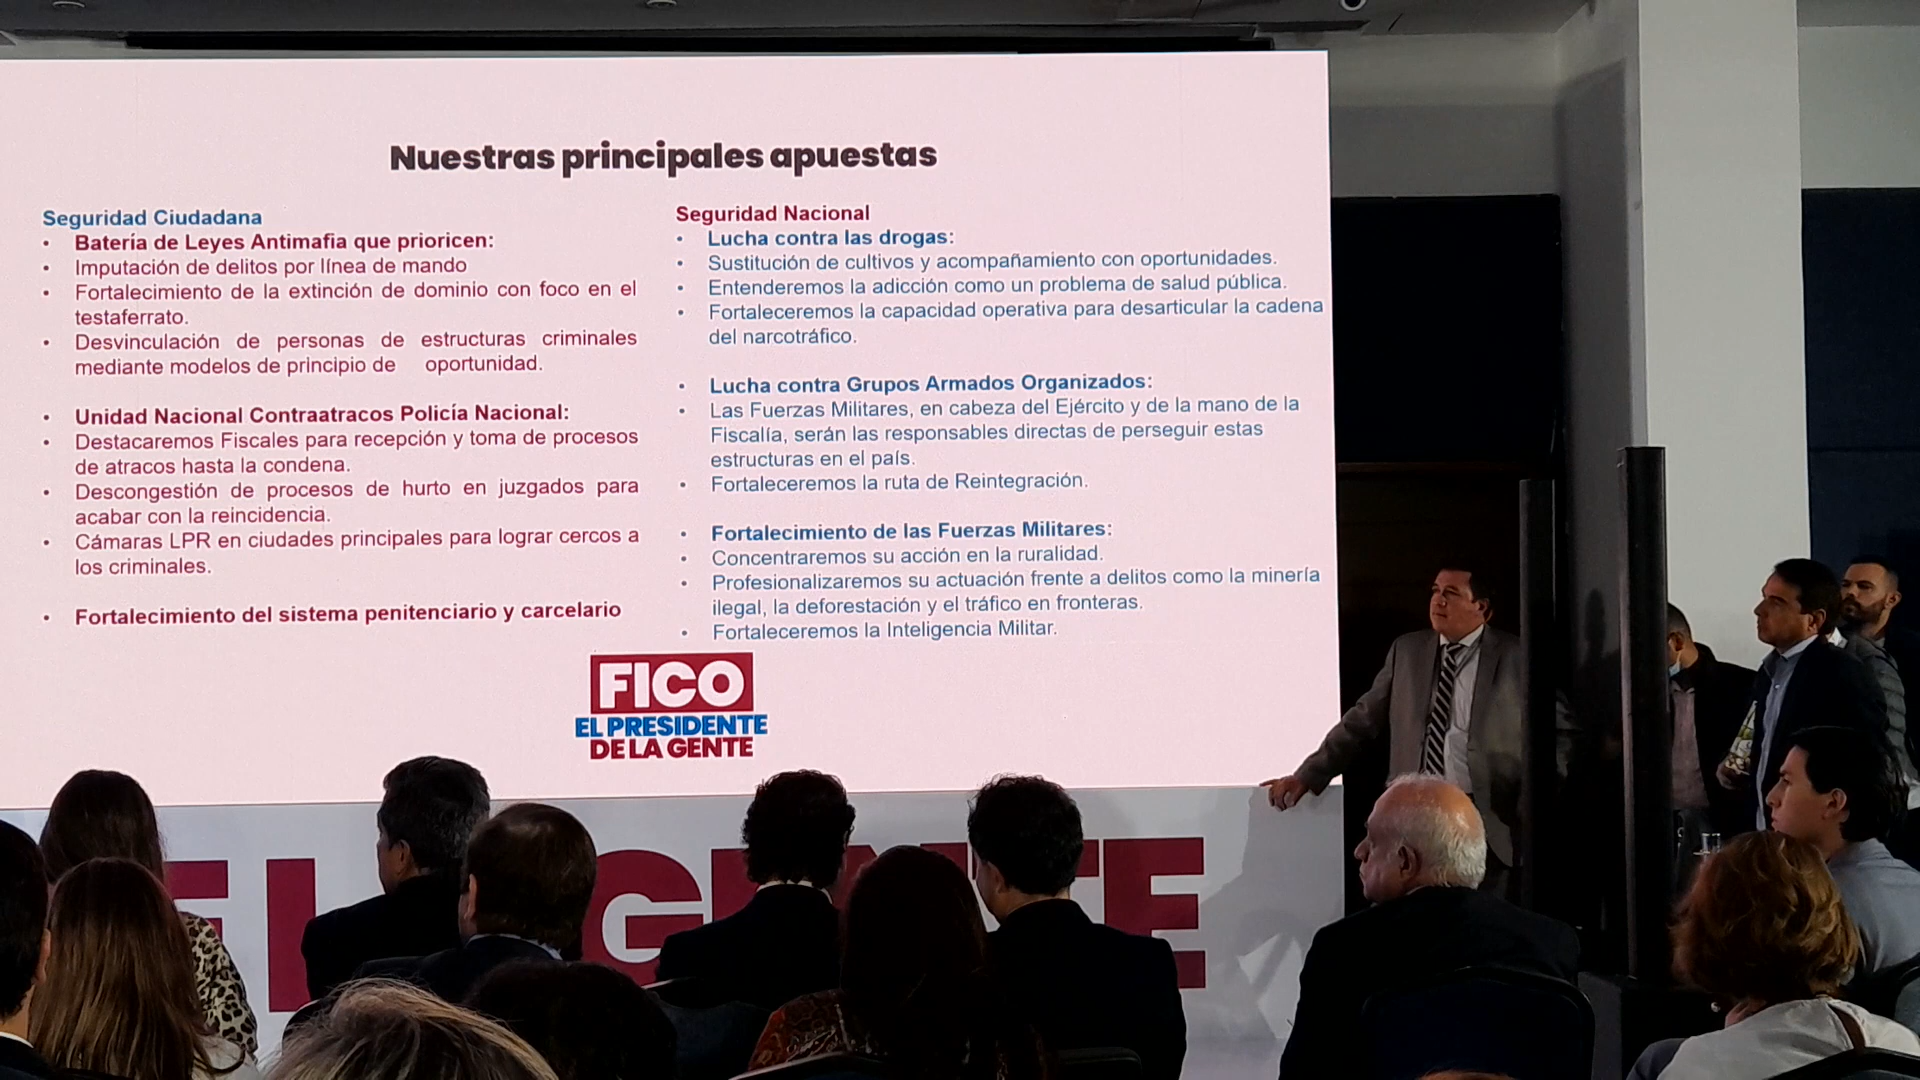 Nuestras principales apuestas
Seguridad Ciudadana
• Batería de Leyes Antimafia que prioricen:
• Imputación de delitos por línea de mando
• Fortalecimiento de la extinción de dominio con foco en el
testaferrato.
• Desvinculación de personas de estructuras criminales
mediante modelos de principio de oportunidad.
• Unidad Nacional Contraatracos Policía Nacional:
• Destacaremos Fiscales para recepción y toma de procesos
de atracos hasta la condena.
• Descongestión de procesos de hurto en juzgados para
acabar con la reincidencia.
• Cámaras LPR en ciudades principales para lograr cercos a
los criminales.
• Fortalecimiento del sistema penitenciario y carcelario
Seguridad Nacional
• Lucha contra las drogas:
• Sustitución de cultivos y acompañamiento con oportunidades.
• Entenderemos la adicción como un problema de salud pública.
• Fortaleceremos la capacidad operativa para desarticular la cadena
del narcotráfico.
• Lucha contra Grupos Armados Organizados:
• Las Fuerzas Militares, en cabeza del Ejército y de la mano de la
Fiscalía, serán las responsables directas de perseguir estas
estructuras en el país.
• Fortaleceremos la ruta de Reintegración.
• Fortalecimiento de las Fuerzas Militares:
• Concentraremos su acción en la ruralidad.
• Profesionalizaremos su actuación frente a delitos como la minería
ilegal, la deforestación y el tráfico en fronteras.
• Fortaleceremos la Inteligencia Militar.
FICO
EL PRESIDENTE
DE LA GENTE
GENTE